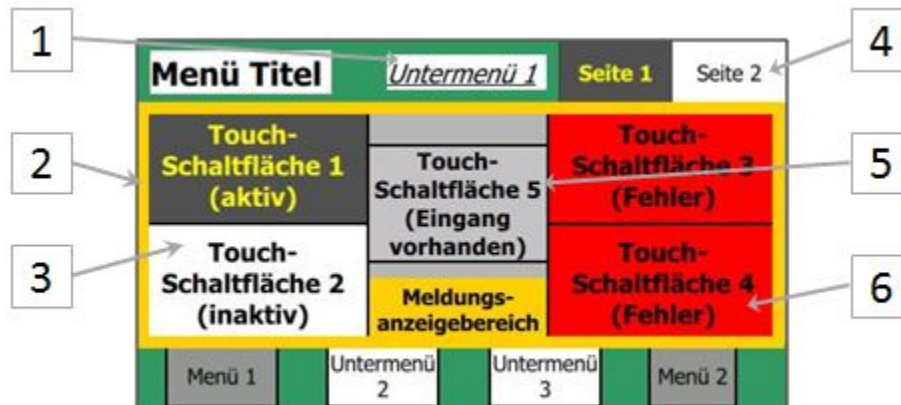 1
4
Menü Titel
Untermenü 1
Seite 1
Seite 2
2
Touch-
Schaltfläche 1
(aktiv)
Touch-
Schaltfläche 5
(Eingang
vorhanden)
Touch-
Schaltfläche 3
(Fehler)
5
3
Touch-
Schaltfläche 2
(inaktiv)
Meldungs-
anzeigebereich
Touch-
Schaltfläche 4
(Fehler)
6
Menü 1
Untermenü
2
Untermenü
3
Menü 2